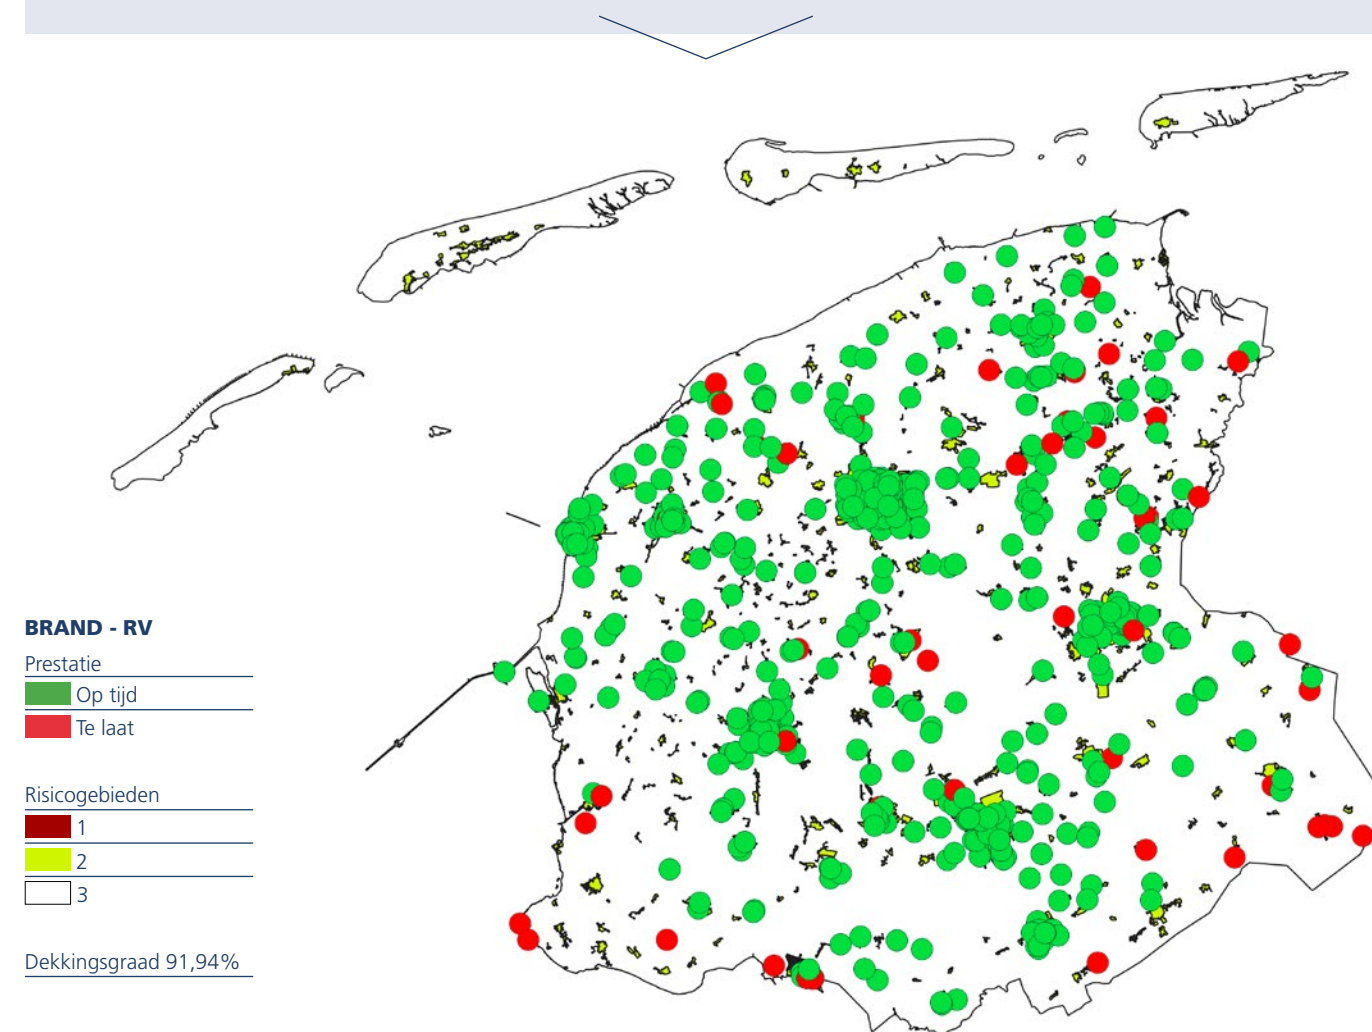 BRAND - RV
Prestatie
Op tijd
Te laat
Risicogebieden
1
2
3
Dekkingsgraad 91,94%